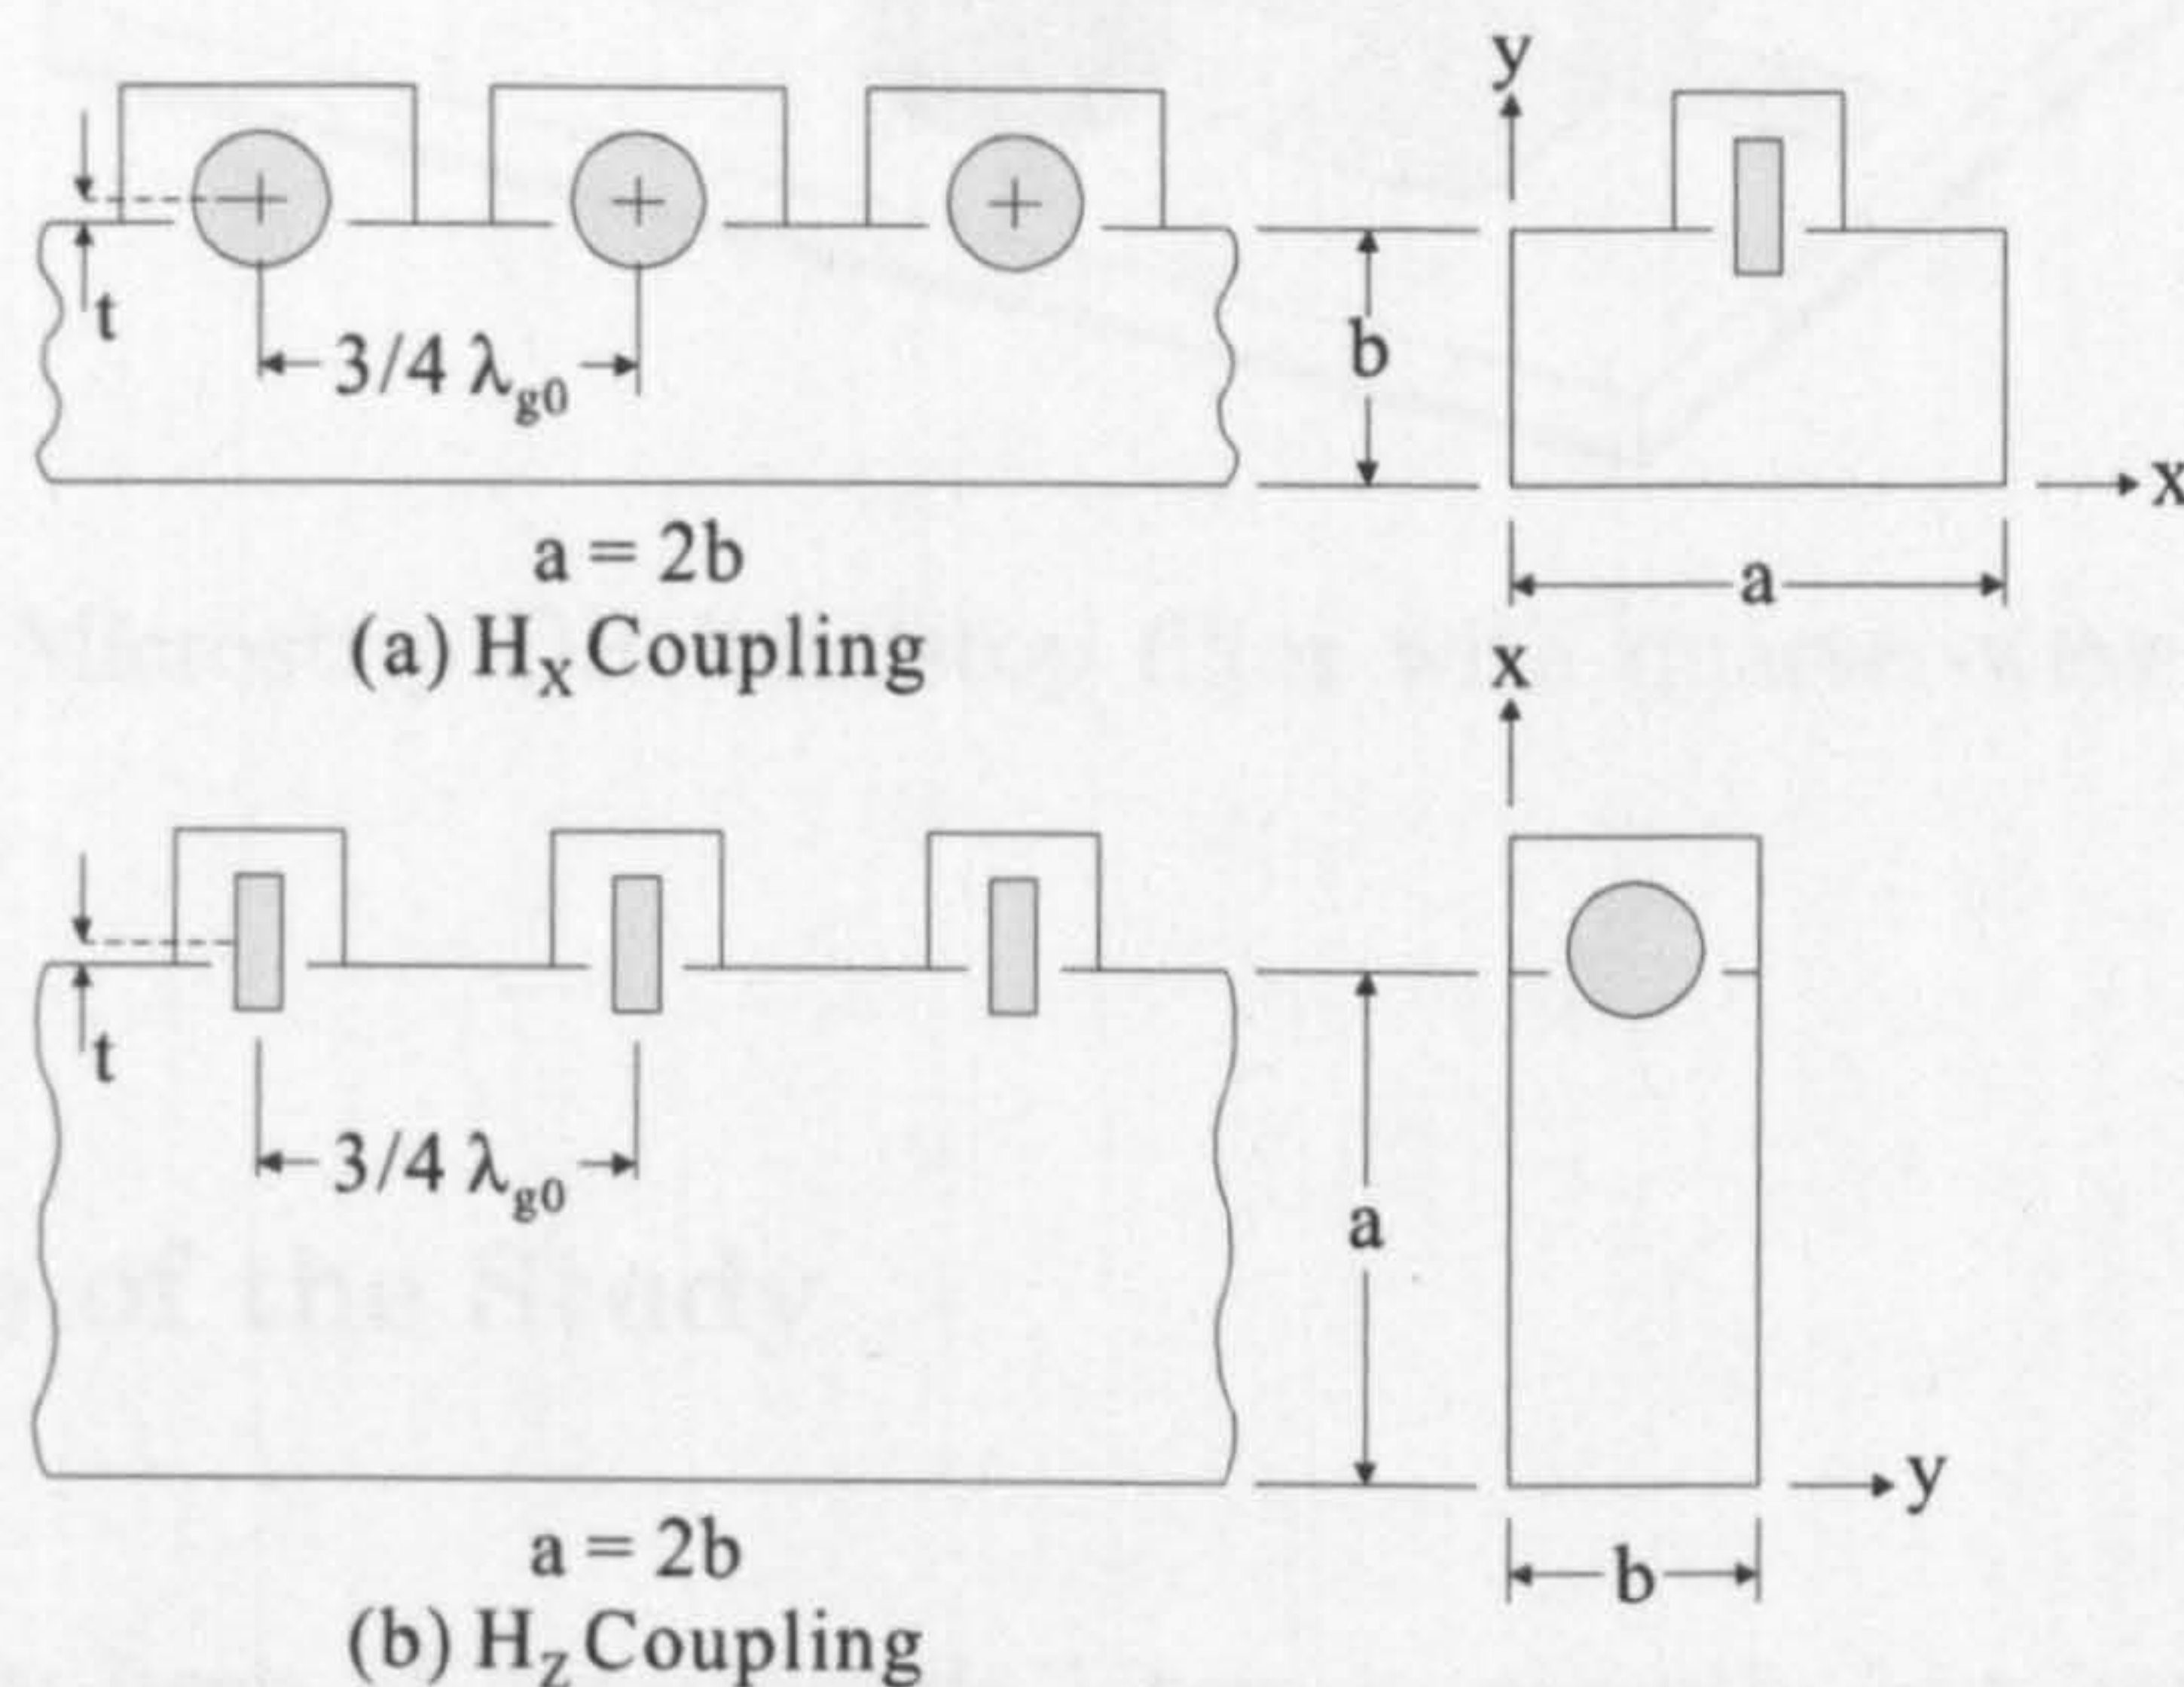 y
t
3/4 λg0
b
x
a = 2b
a
(a) Hx Coupling
x
t
3/4 λg0
a
y
a = 2b
b
(b) Hz Coupling